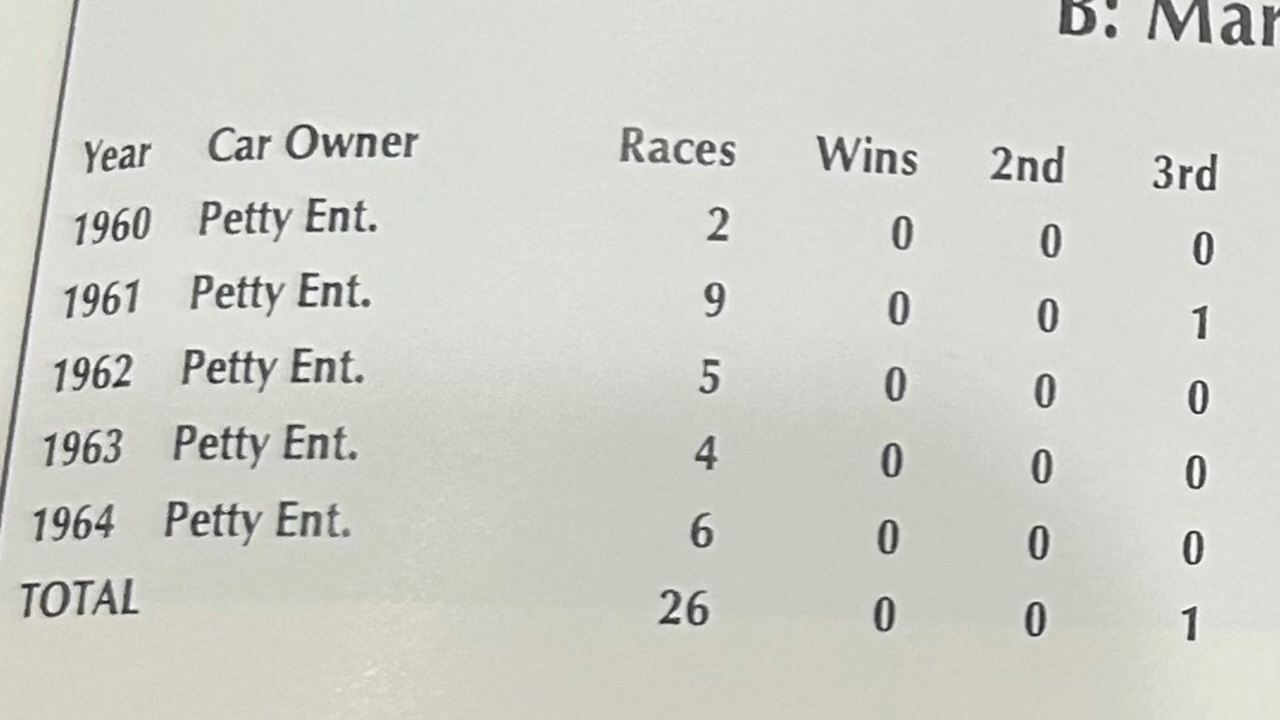 B: Mar
Year Car Owner Races Wins 2nd 3rd
1960 Petty Ent. 2 0 0 0
1961 Petty Ent. 9 0 0 1
1962 Petty Ent. 5 0 0 0
1963 Petty Ent. 4 0 0 0
1964 Petty Ent. 6 0 0 0
TOTAL 26 0 0 1